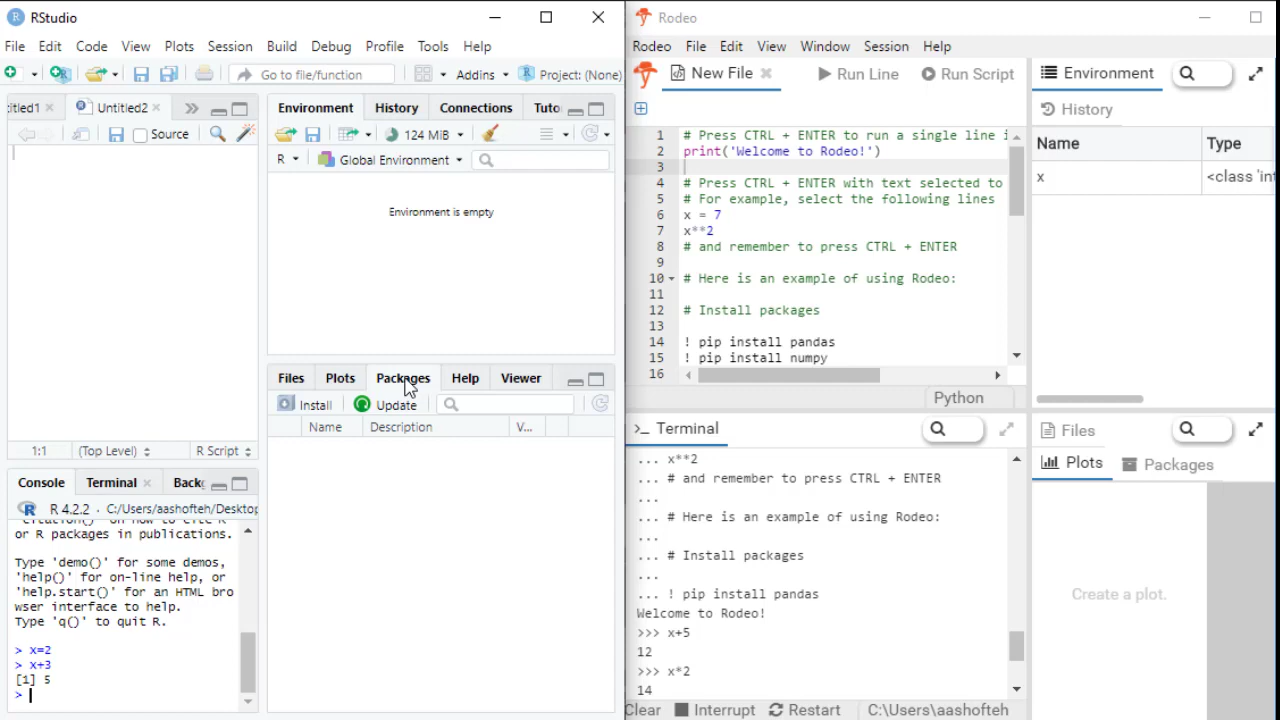 RStudio
File Edit Code View Plots Session Build Debug Profile Tools Help
Go to file/function Addins Project: (None)
titled1 Untitled2
Source
1:1 (Top Level) R Script
Console Terminal Back
R 4.2.2 · C:/Users/aashofteh/Desktop
'citation()' on how to cite R
or R packages in publications.
Type 'demo()' for some demos,
'help()' for on-line help, or
'help.start()' for an HTML bro
wser interface to help.
Type 'q()' to quit R.
> x=2
> x+3
[1] 5
>
Environment History Connections Tuto
124 MiB
R Global Environment
Environment is empty
Files Plots Packages Help Viewer
Install Update
Name Description V...
Rodeo
Rodeo File Edit View Window Session Help
New File Run Line Run Script
1 # Press CTRL + ENTER to run a single line i
2 print('Welcome to Rodeo!')
3
4 # Press CTRL + ENTER with text selected to
5 # For example, select the following lines
6 x = 7
7 x**2
8 # and remember to press CTRL + ENTER
9
10 # Here is an example of using Rodeo:
11
12 # Install packages
13
14 ! pip install pandas
15 ! pip install numpy
16
Python
>_ Terminal
... x**2
... # and remember to press CTRL + ENTER
...
... # Here is an example of using Rodeo:
...
... # Install packages
...
... ! pip install pandas
Welcome to Rodeo!
>>> x+5
12
>>> x*2
14
Clear Interrupt Restart C:\Users\aashofteh
Environment
History
Name Type
x <class 'int
Files
Plots Packages
Create a plot.